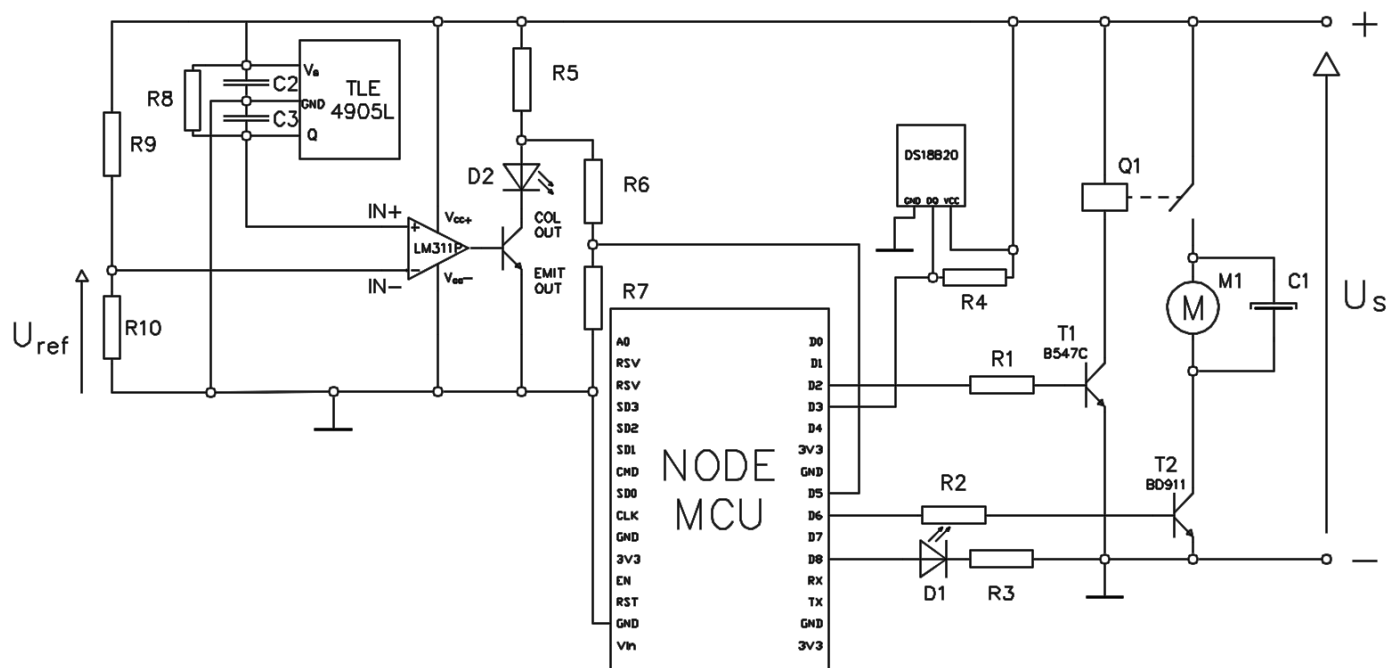 +
R8
C2
C3
Vs
GND
Q
TLE
4905L
R5
R9
D2
R6
DS18B20
GND DQ VCC
Q1
IN+
VCC+
LM311P
COL
OUT
Us
IN-
EMIT
OUT
R7
R4
M1
C1
M
Uref
R10
T1
B547C
R1
NODE
MCU
A0
RSV
RSV
SD3
SD2
SD1
CMD
SD0
CLK
GND
3V3
EN
RST
GND
Vin
D0
D1
D2
D3
D4
3V3
GND
D5
D6
D7
D8
RX
TX
GND
3V3
T2
BD911
R2
D1
R3
-